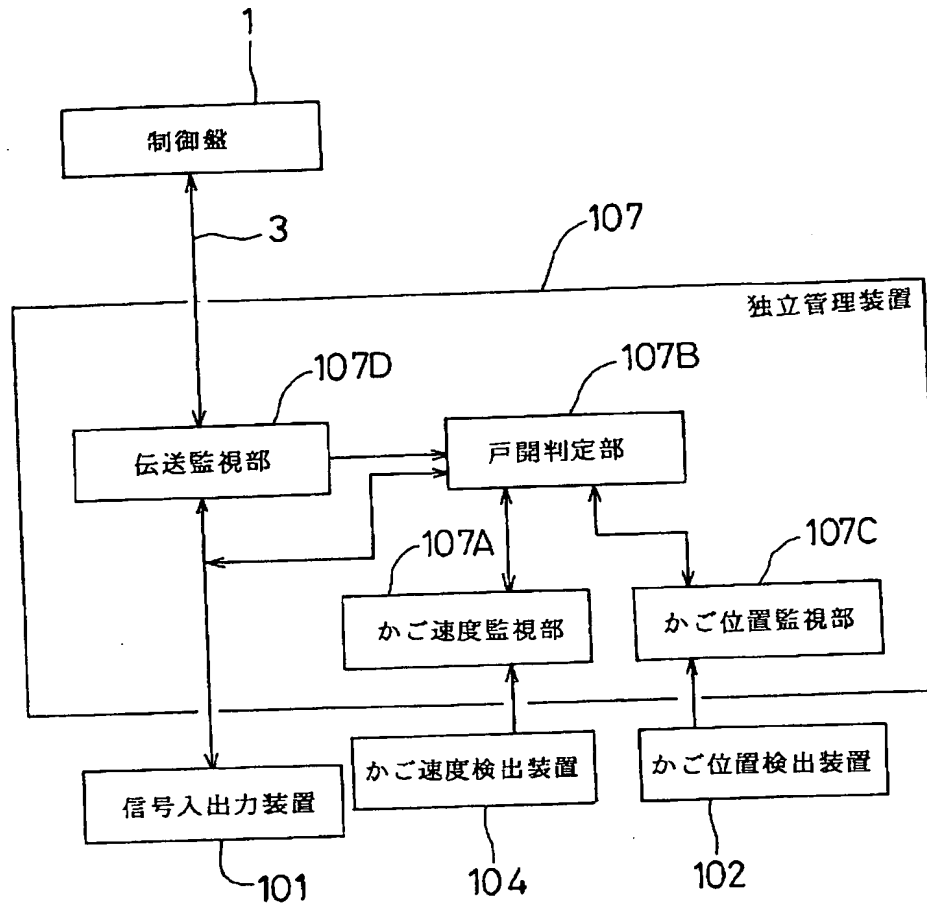 1
制御盤
3
107
独立管理装置
107D
107B
伝送監視部
戸開判定部
107A
107C
かご速度監視部
かご位置監視部
かご速度検出装置
かご位置検出装置
信号入出力装置
101
104
102